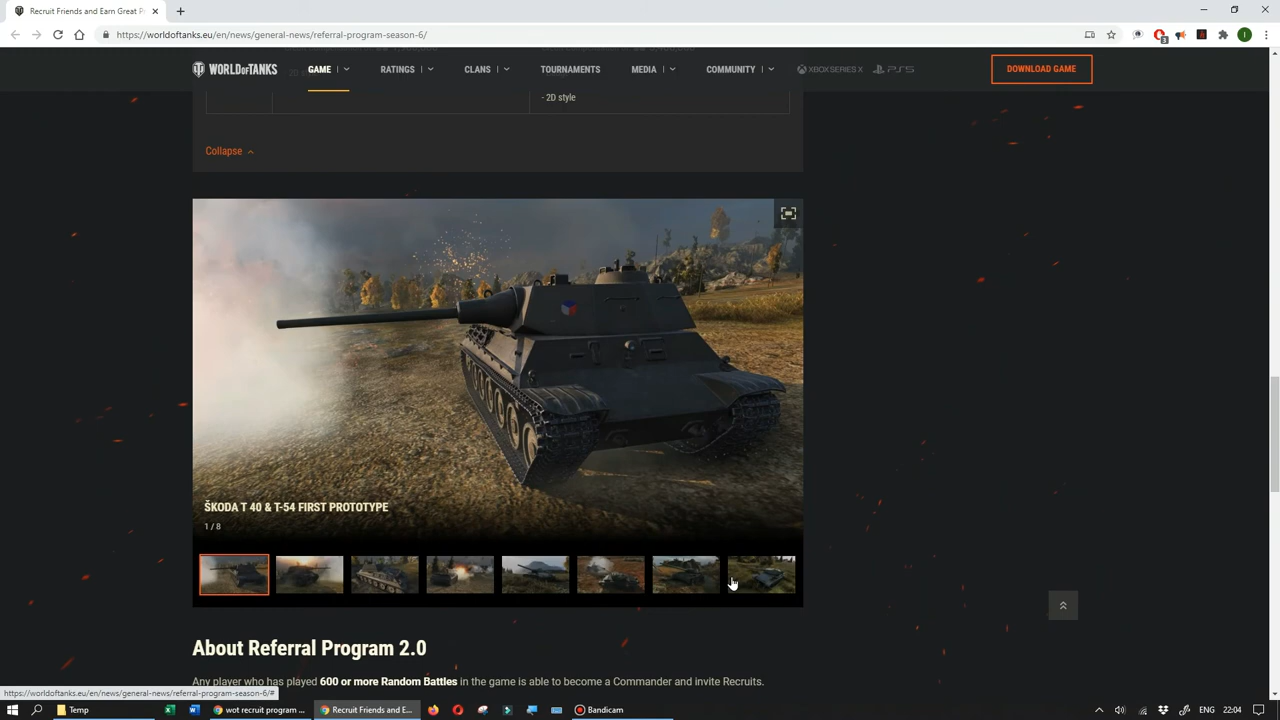 Recruit Friends and Earn Great P
https://worldoftanks.eu/en/news/general-news/referral-program-season-6/
3
I
WORLD OF TANKS
GAME
RATINGS
CLANS
TOURNAMENTS
MEDIA
COMMUNITY
XBOX SERIES X
PS5
DOWNLOAD GAME
- 2D style
Collapse
ŠKODA T 40 & T-54 FIRST PROTOTYPE
1 / 8
About Referral Program 2.0
Any player who has played 600 or more Random Battles in the game is able to become a Commander and invite Recruits.
https://worldoftanks.eu/en/news/general-news/referral-program-season-6/#
Temp
wot recruit program ...
Recruit Friends and E...
Bandicam
ENG
22:04